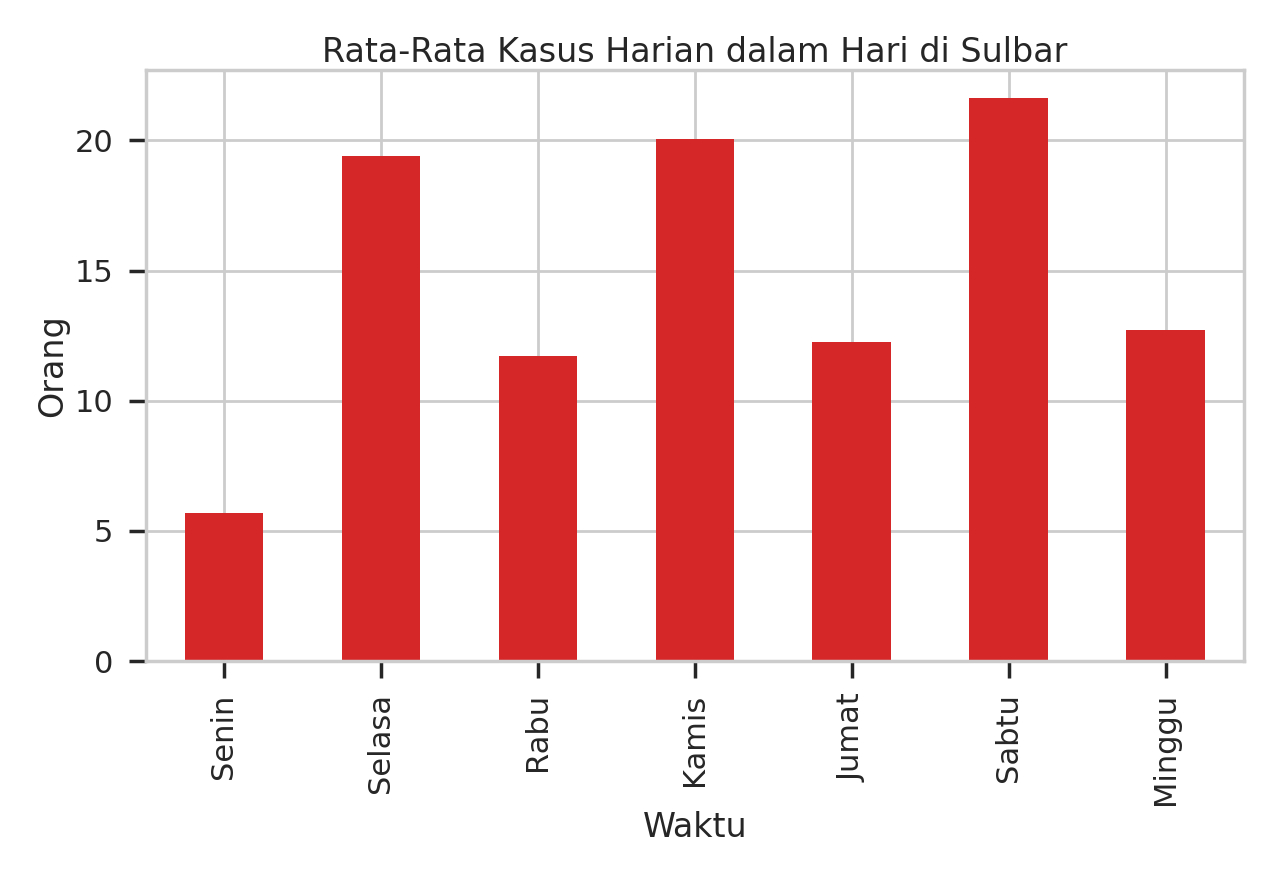 Rata-Rata Kasus Harian dalam Hari di Sulbar
Orang
20
15
10
5
0
Senin
Selasa
Rabu
Kamis
Jumat
Sabtu
Minggu
Waktu